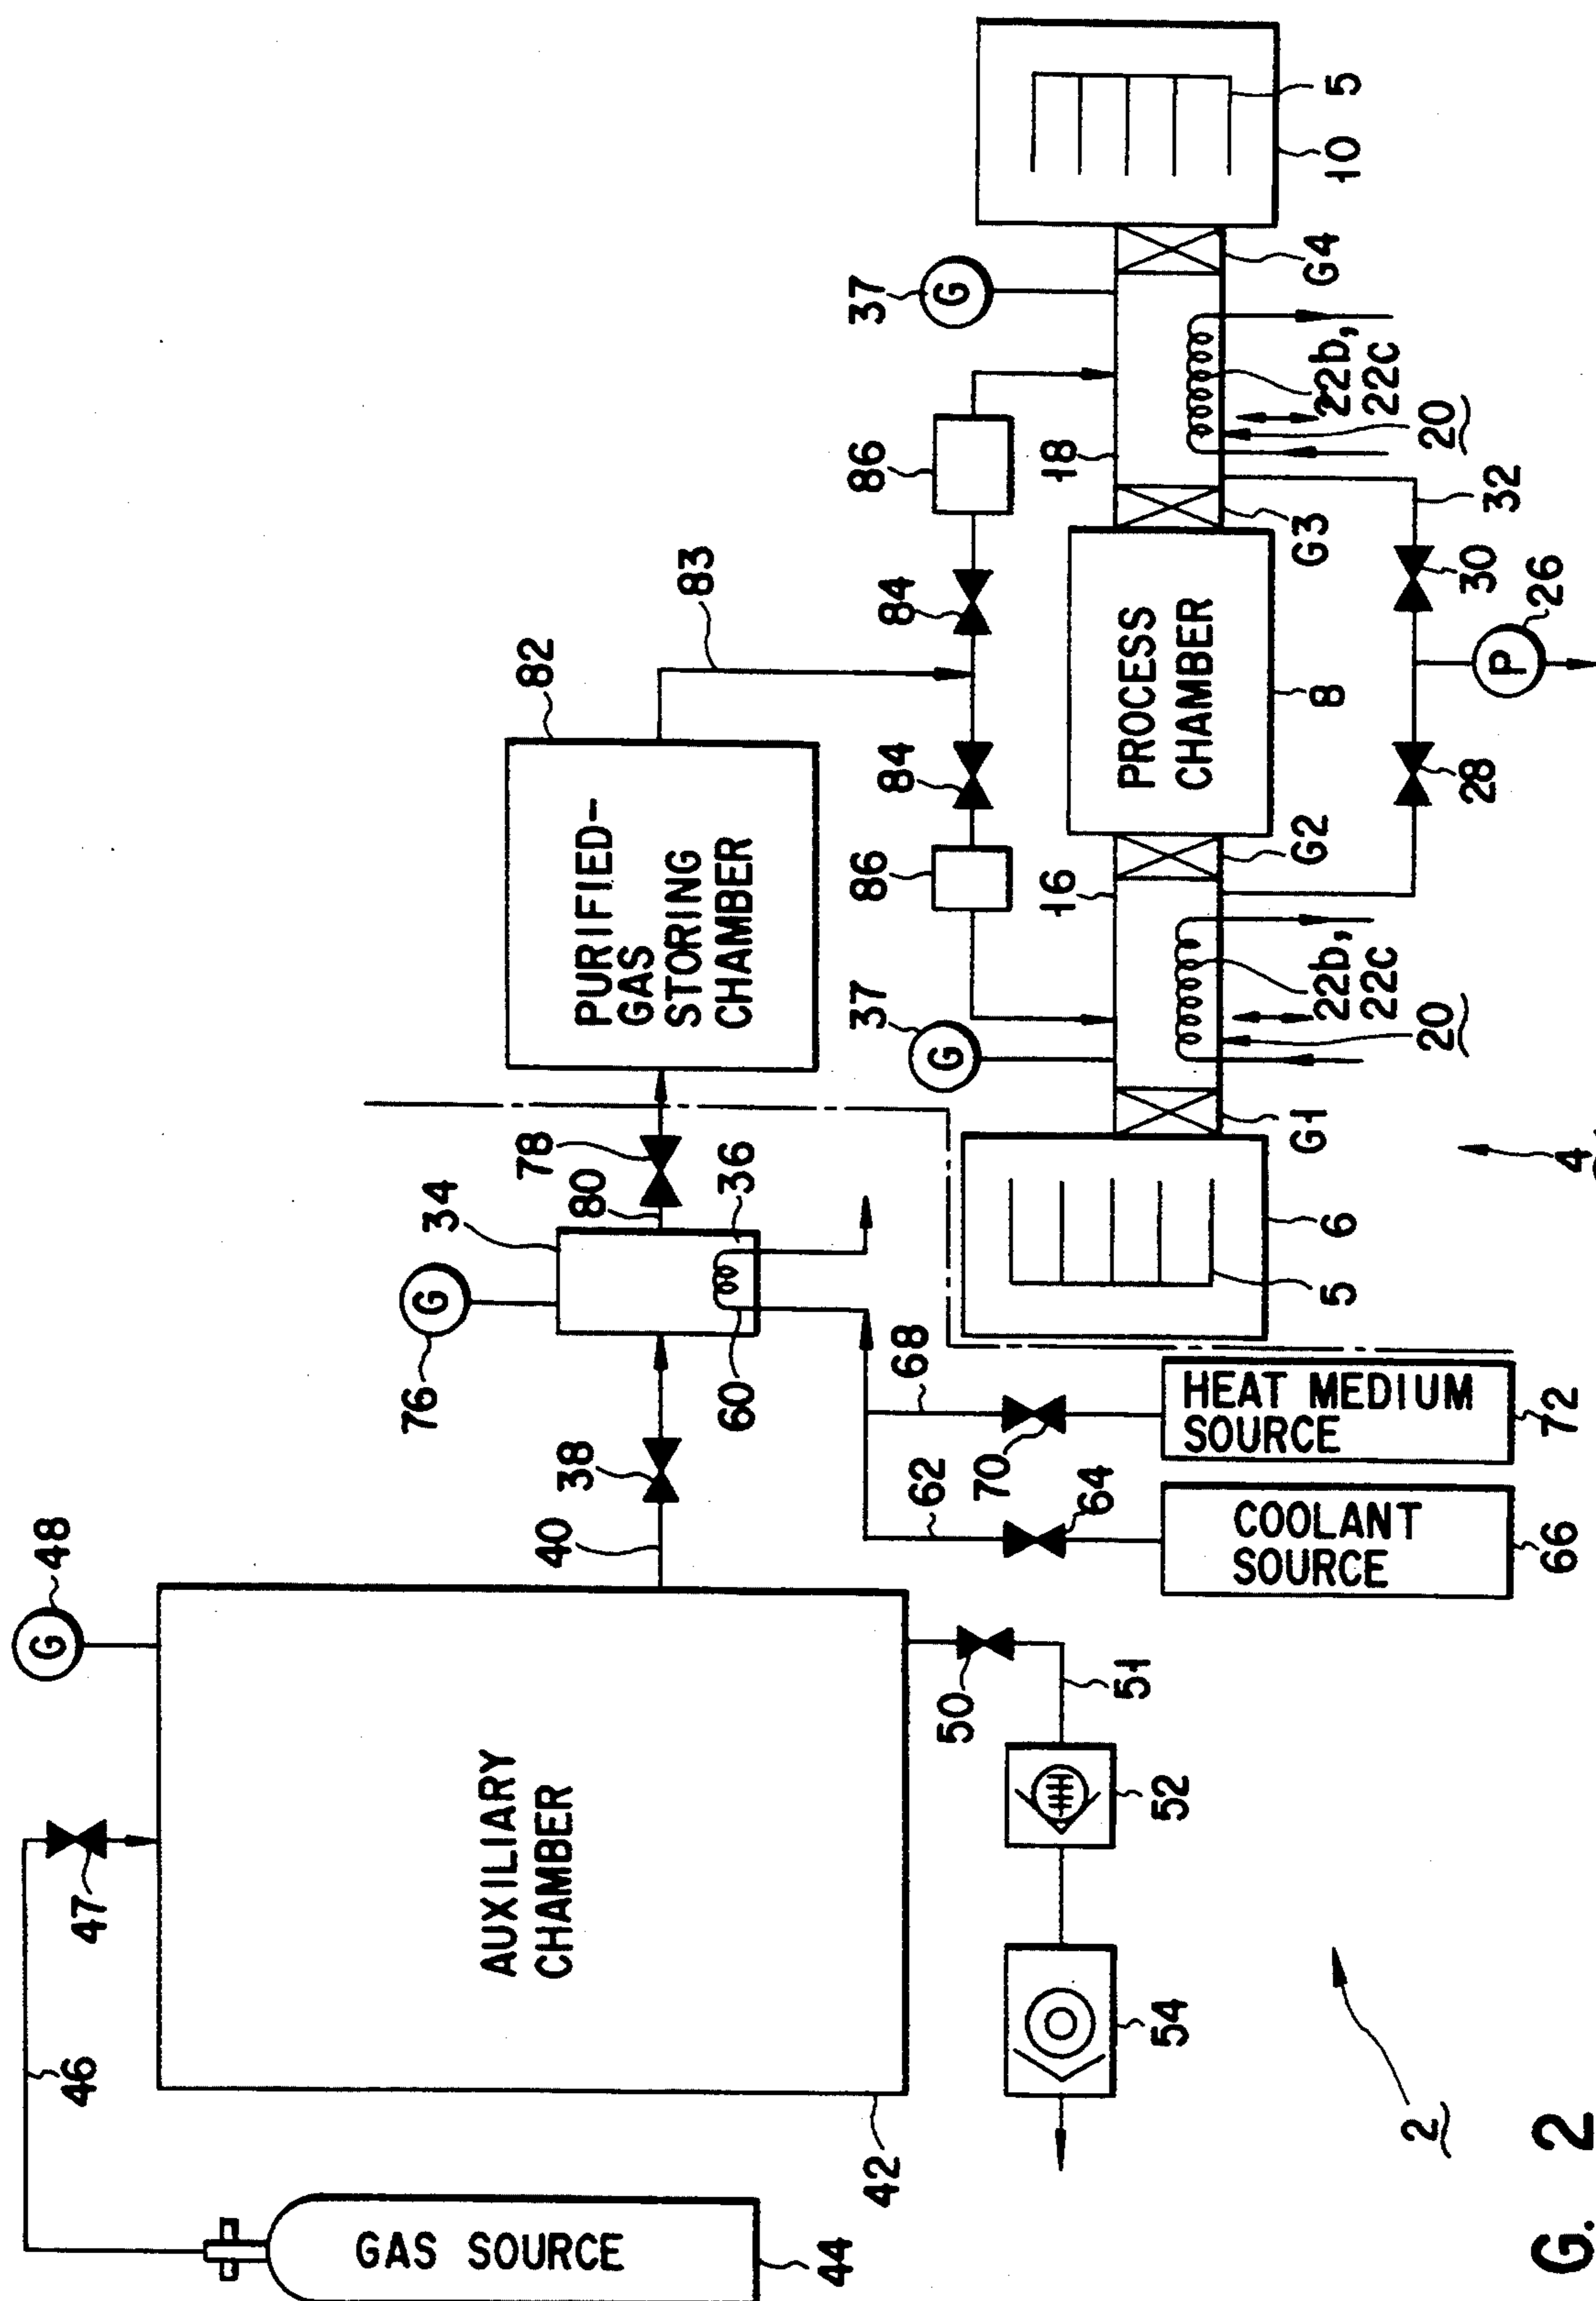 GAS SOURCE
44
46
47
48
AUXILIARY
CHAMBER
42
40
38
50
51
52
54
76
34
80
78
36
60
62
64
68
70
COOLANT
SOURCE
66
HEAT MEDIUM
SOURCE
72
G
G
PURIFIED-
GAS
STORING
CHAMBER
82
83
84
84
86
86
37
G
37
G
16
18
PROCESS
CHAMBER
8
G1
G2
G3
G4
5
6
5
10
22b,
22c
20
22b,
22c
20
28
30
32
26
P
4
2
G. 2